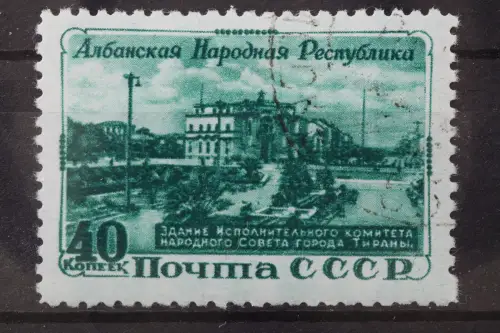 Албанская Народная Республика
Здание Исполнительного комитета
Народного Совета города Тираны.
40
Копеек
Почта СССР